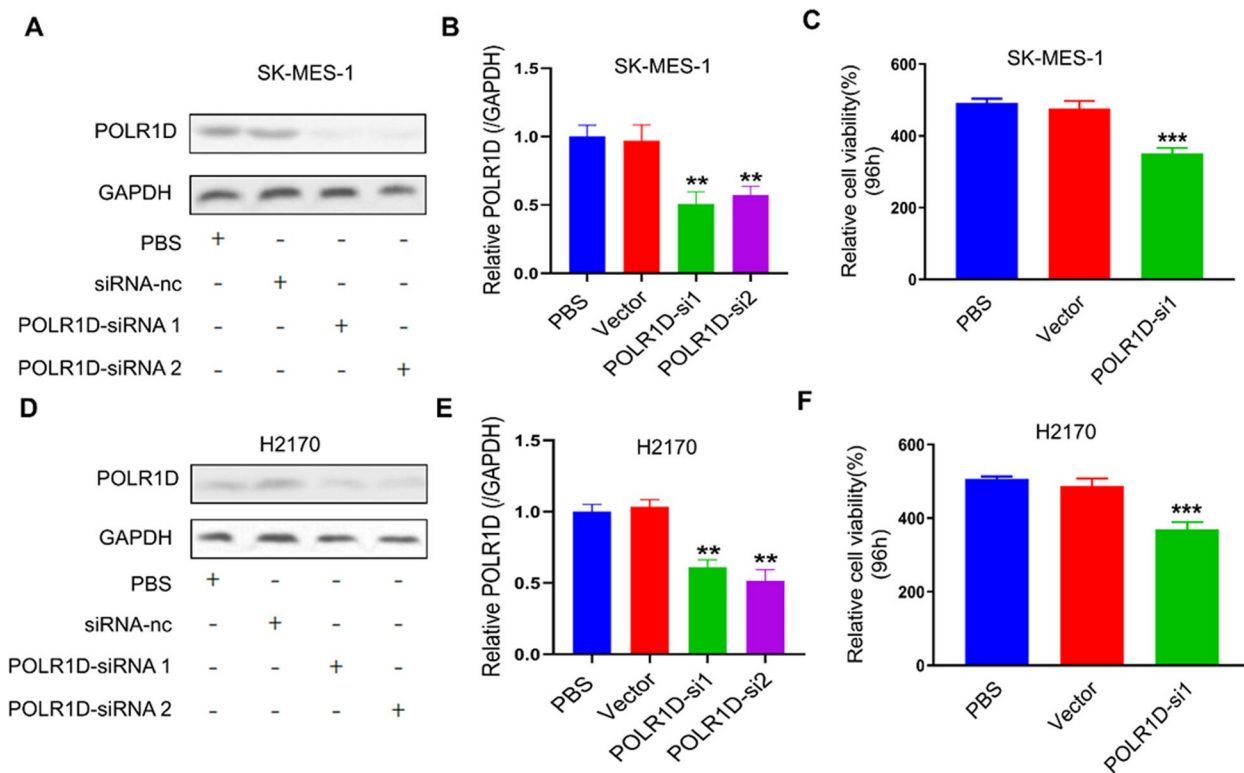 A
SK-MES-1
POLR1D
GAPDH
PBS + - - -
siRNA-nc - + - -
POLR1D-siRNA 1 - - + -
POLR1D-siRNA 2 - - - +
B
SK-MES-1
Relative POLR1D (/GAPDH)
1.5
1.0
0.5
0.0
** **
PBS
Vector
POLR1D-si1
POLR1D-si2
C
SK-MES-1
Relative cell viability(%)
(96h)
600
400
200
0
***
PBS
Vector
POLR1D-si1
D
H2170
POLR1D
GAPDH
PBS + - - -
siRNA-nc - + - -
POLR1D-siRNA 1 - - + -
POLR1D-siRNA 2 - - - +
E
H2170
Relative POLR1D (/GAPDH)
1.5
1.0
0.5
0.0
** **
PBS
Vector
POLR1D-si1
POLR1D-si2
F
H2170
Relative cell viability(%)
(96h)
600
400
200
0
***
PBS
Vector
POLR1D-si1